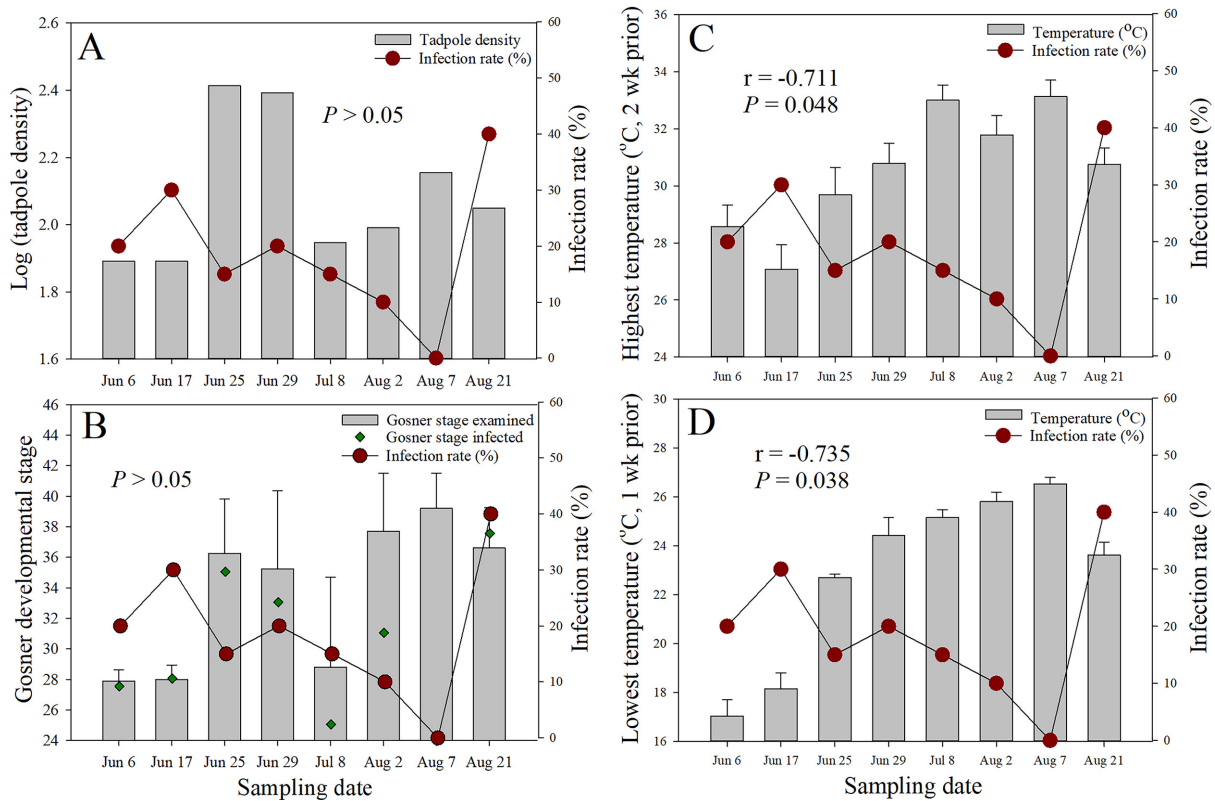 A
Tadpole density
Infection rate (%)
P > 0.05
Log (tadpole density)
2.6
2.4
2.2
2.0
1.8
1.6
Infection rate (%)
60
50
40
30
20
10
0
Jun 6 Jun 17 Jun 25 Jun 29 Jul 8 Aug 2 Aug 7 Aug 21
B
Gosner stage examined
Gosner stage infected
Infection rate (%)
P > 0.05
Gosner developmental stage
46
44
42
40
38
36
34
32
30
28
26
24
Infection rate (%)
60
50
40
30
20
10
0
Jun 6 Jun 17 Jun 25 Jun 29 Jul 8 Aug 2 Aug 7 Aug 21
Sampling date
C
Temperature (°C)
Infection rate (%)
r = -0.711
P = 0.048
Highest temperature (°C, 2 wk prior)
36
34
32
30
28
26
24
Infection rate (%)
60
50
40
30
20
10
0
Jun 6 Jun 17 Jun 25 Jun 29 Jul 8 Aug 2 Aug 7 Aug 21
D
Temperature (°C)
Infection rate (%)
r = -0.735
P = 0.038
Lowest temperature (°C, 1 wk prior)
30
28
26
24
22
20
18
16
Infection rate (%)
60
50
40
30
20
10
0
Jun 6 Jun 17 Jun 25 Jun 29 Jul 8 Aug 2 Aug 7 Aug 21
Sampling date